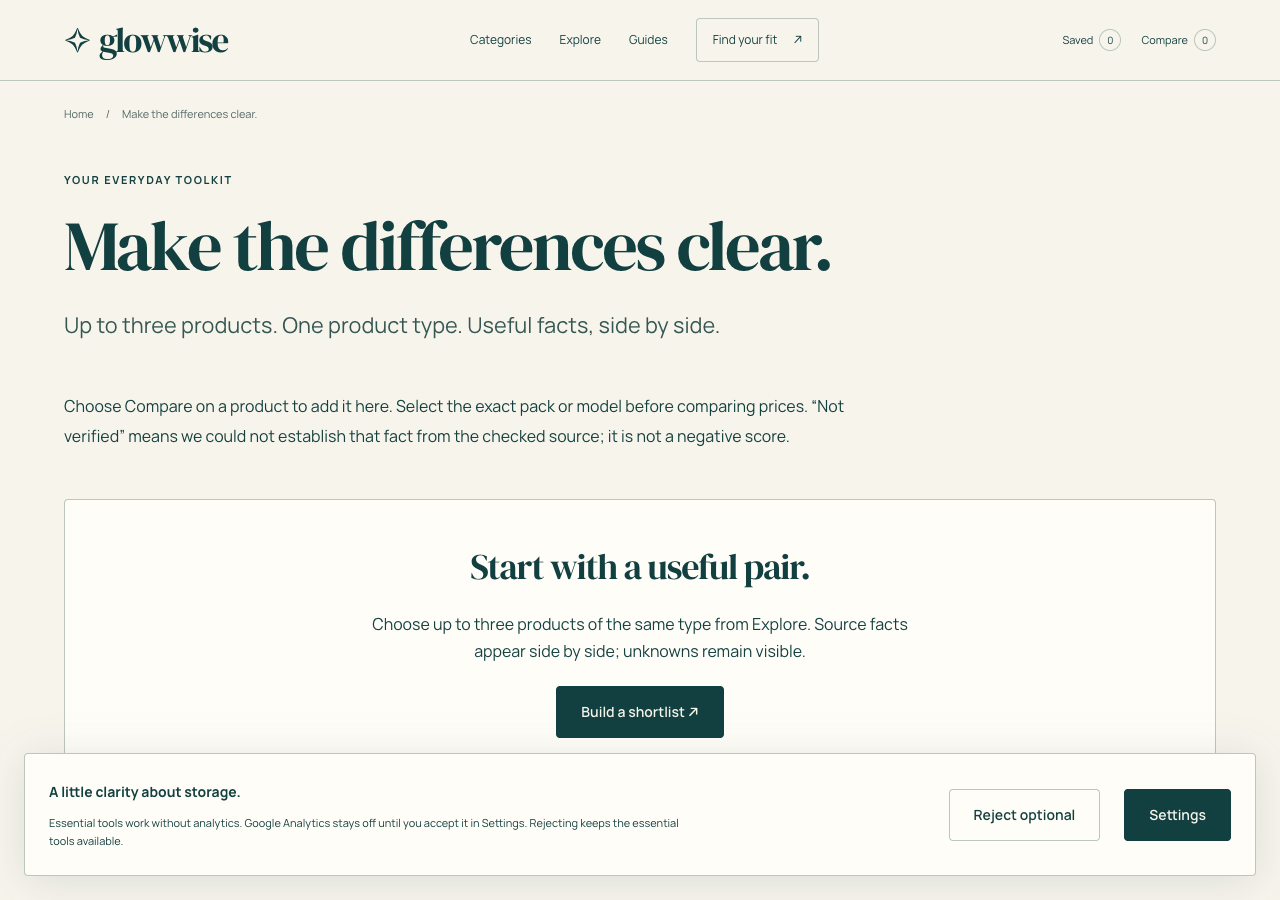 glowwise
Categories
Explore
Guides
Find your fit ↗
Saved 0
Compare 0
Home / Make the differences clear.
YOUR EVERYDAY TOOLKIT
Make the differences clear.
Up to three products. One product type. Useful facts, side by side.
Choose Compare on a product to add it here. Select the exact pack or model before comparing prices. “Not
verified” means we could not establish that fact from the checked source; it is not a negative score.
Start with a useful pair.
Choose up to three products of the same type from Explore. Source facts
appear side by side; unknowns remain visible.
Build a shortlist ↗
A little clarity about storage.
Essential tools work without analytics. Google Analytics stays off until you accept it in Settings. Rejecting keeps the essential
tools available.
Reject optional
Settings